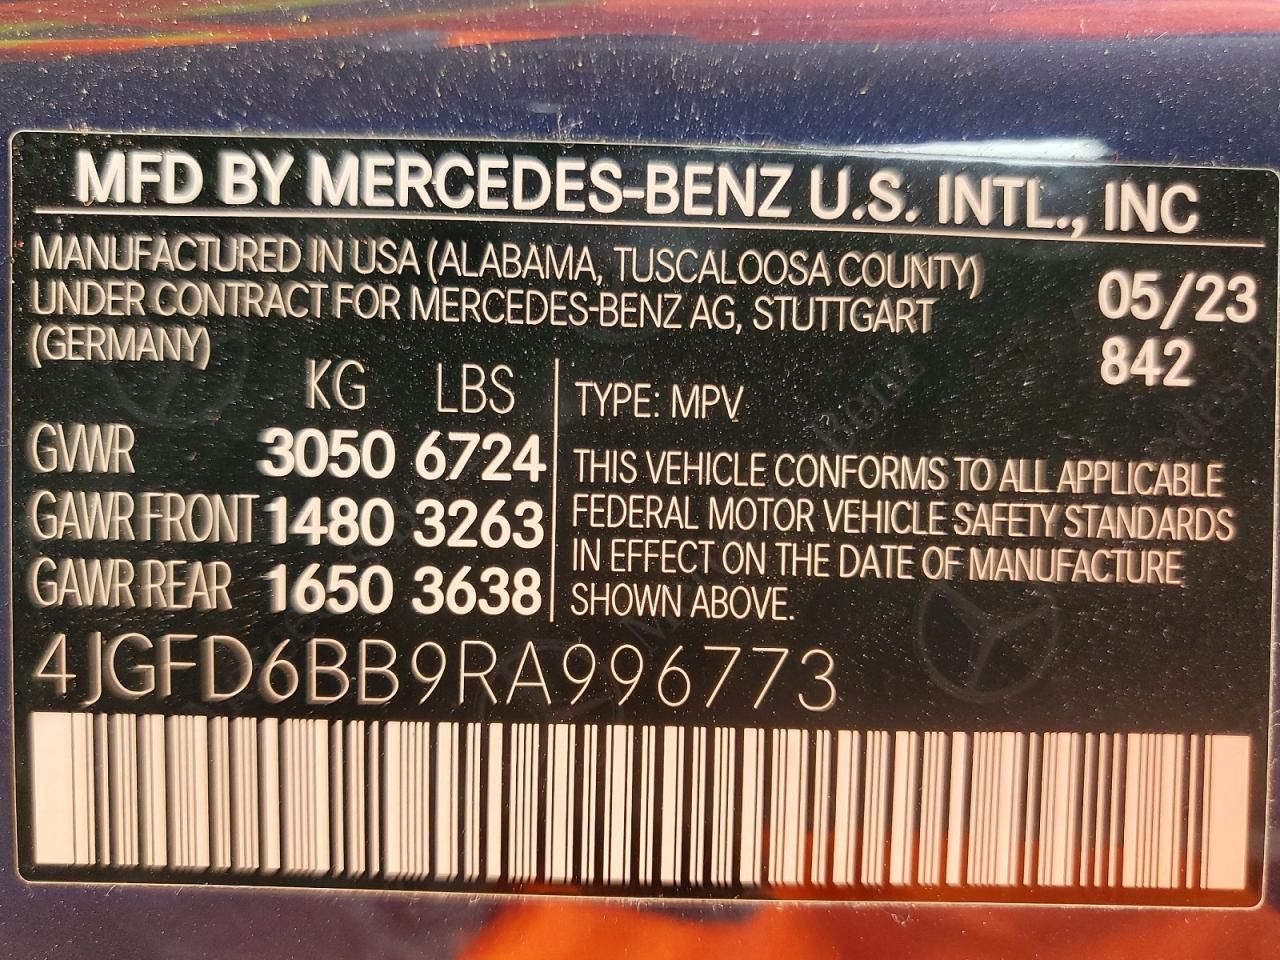 MFD BY MERCEDES-BENZ U.S. INTL., INC
MANUFACTURED IN USA (ALABAMA, TUSCALOOSA COUNTY)
UNDER CONTRACT FOR MERCEDES-BENZ AG, STUTTGART
(GERMANY)
05/23
842
KG LBS
GVWR 3050 6724
GAWR FRONT 1480 3263
GAWR REAR 1650 3638
TYPE: MPV
THIS VEHICLE CONFORMS TO ALL APPLICABLE
FEDERAL MOTOR VEHICLE SAFETY STANDARDS
IN EFFECT ON THE DATE OF MANUFACTURE
SHOWN ABOVE.
4JGFD6BB9RA996773